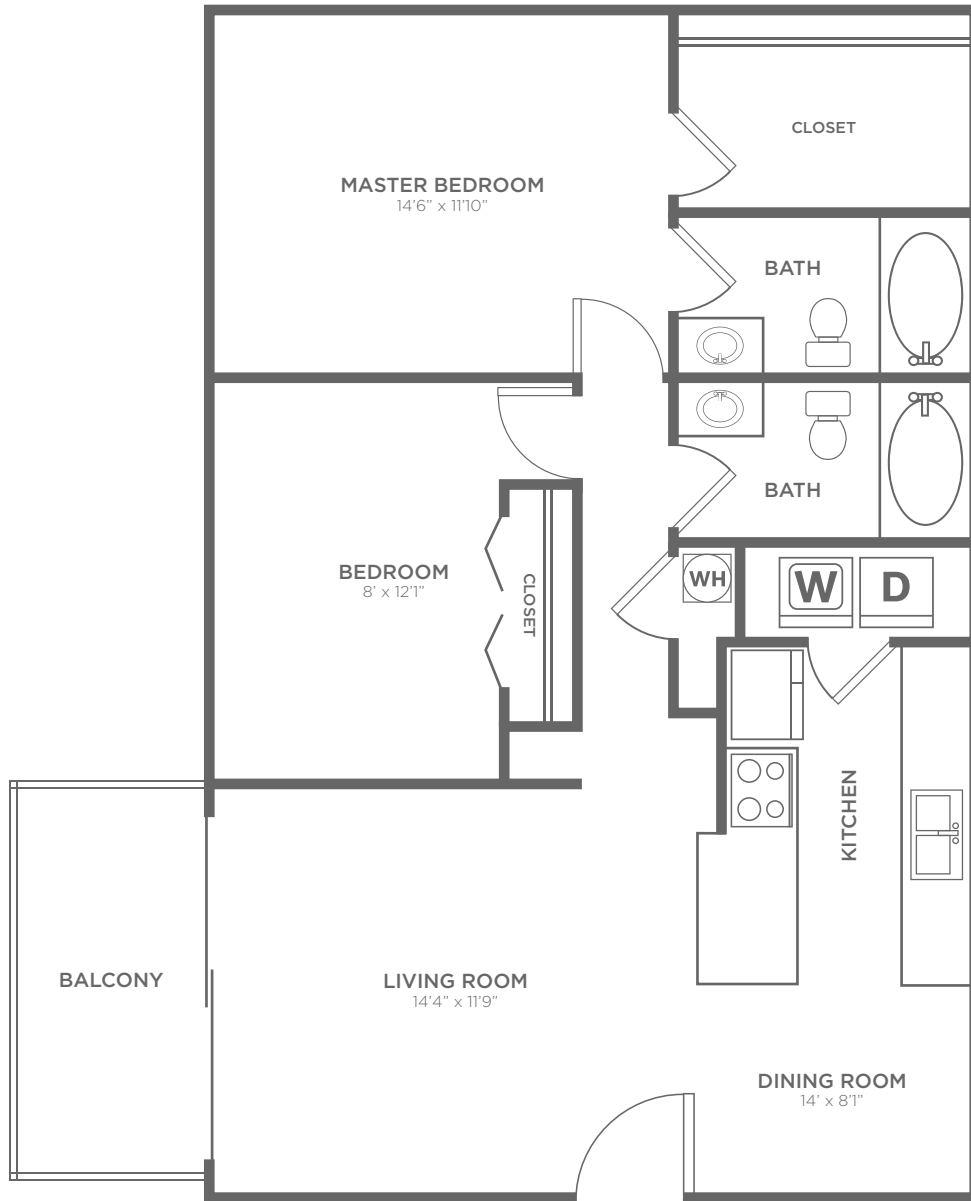 CLOSET
MASTER BEDROOM
14’6” x 11’10”
BATH
BATH
BEDROOM
8’ x 12’1”
CLOSET
WH
W
D
KITCHEN
BALCONY
LIVING ROOM
14’4” x 11’9”
DINING ROOM
14’ x 8’1”